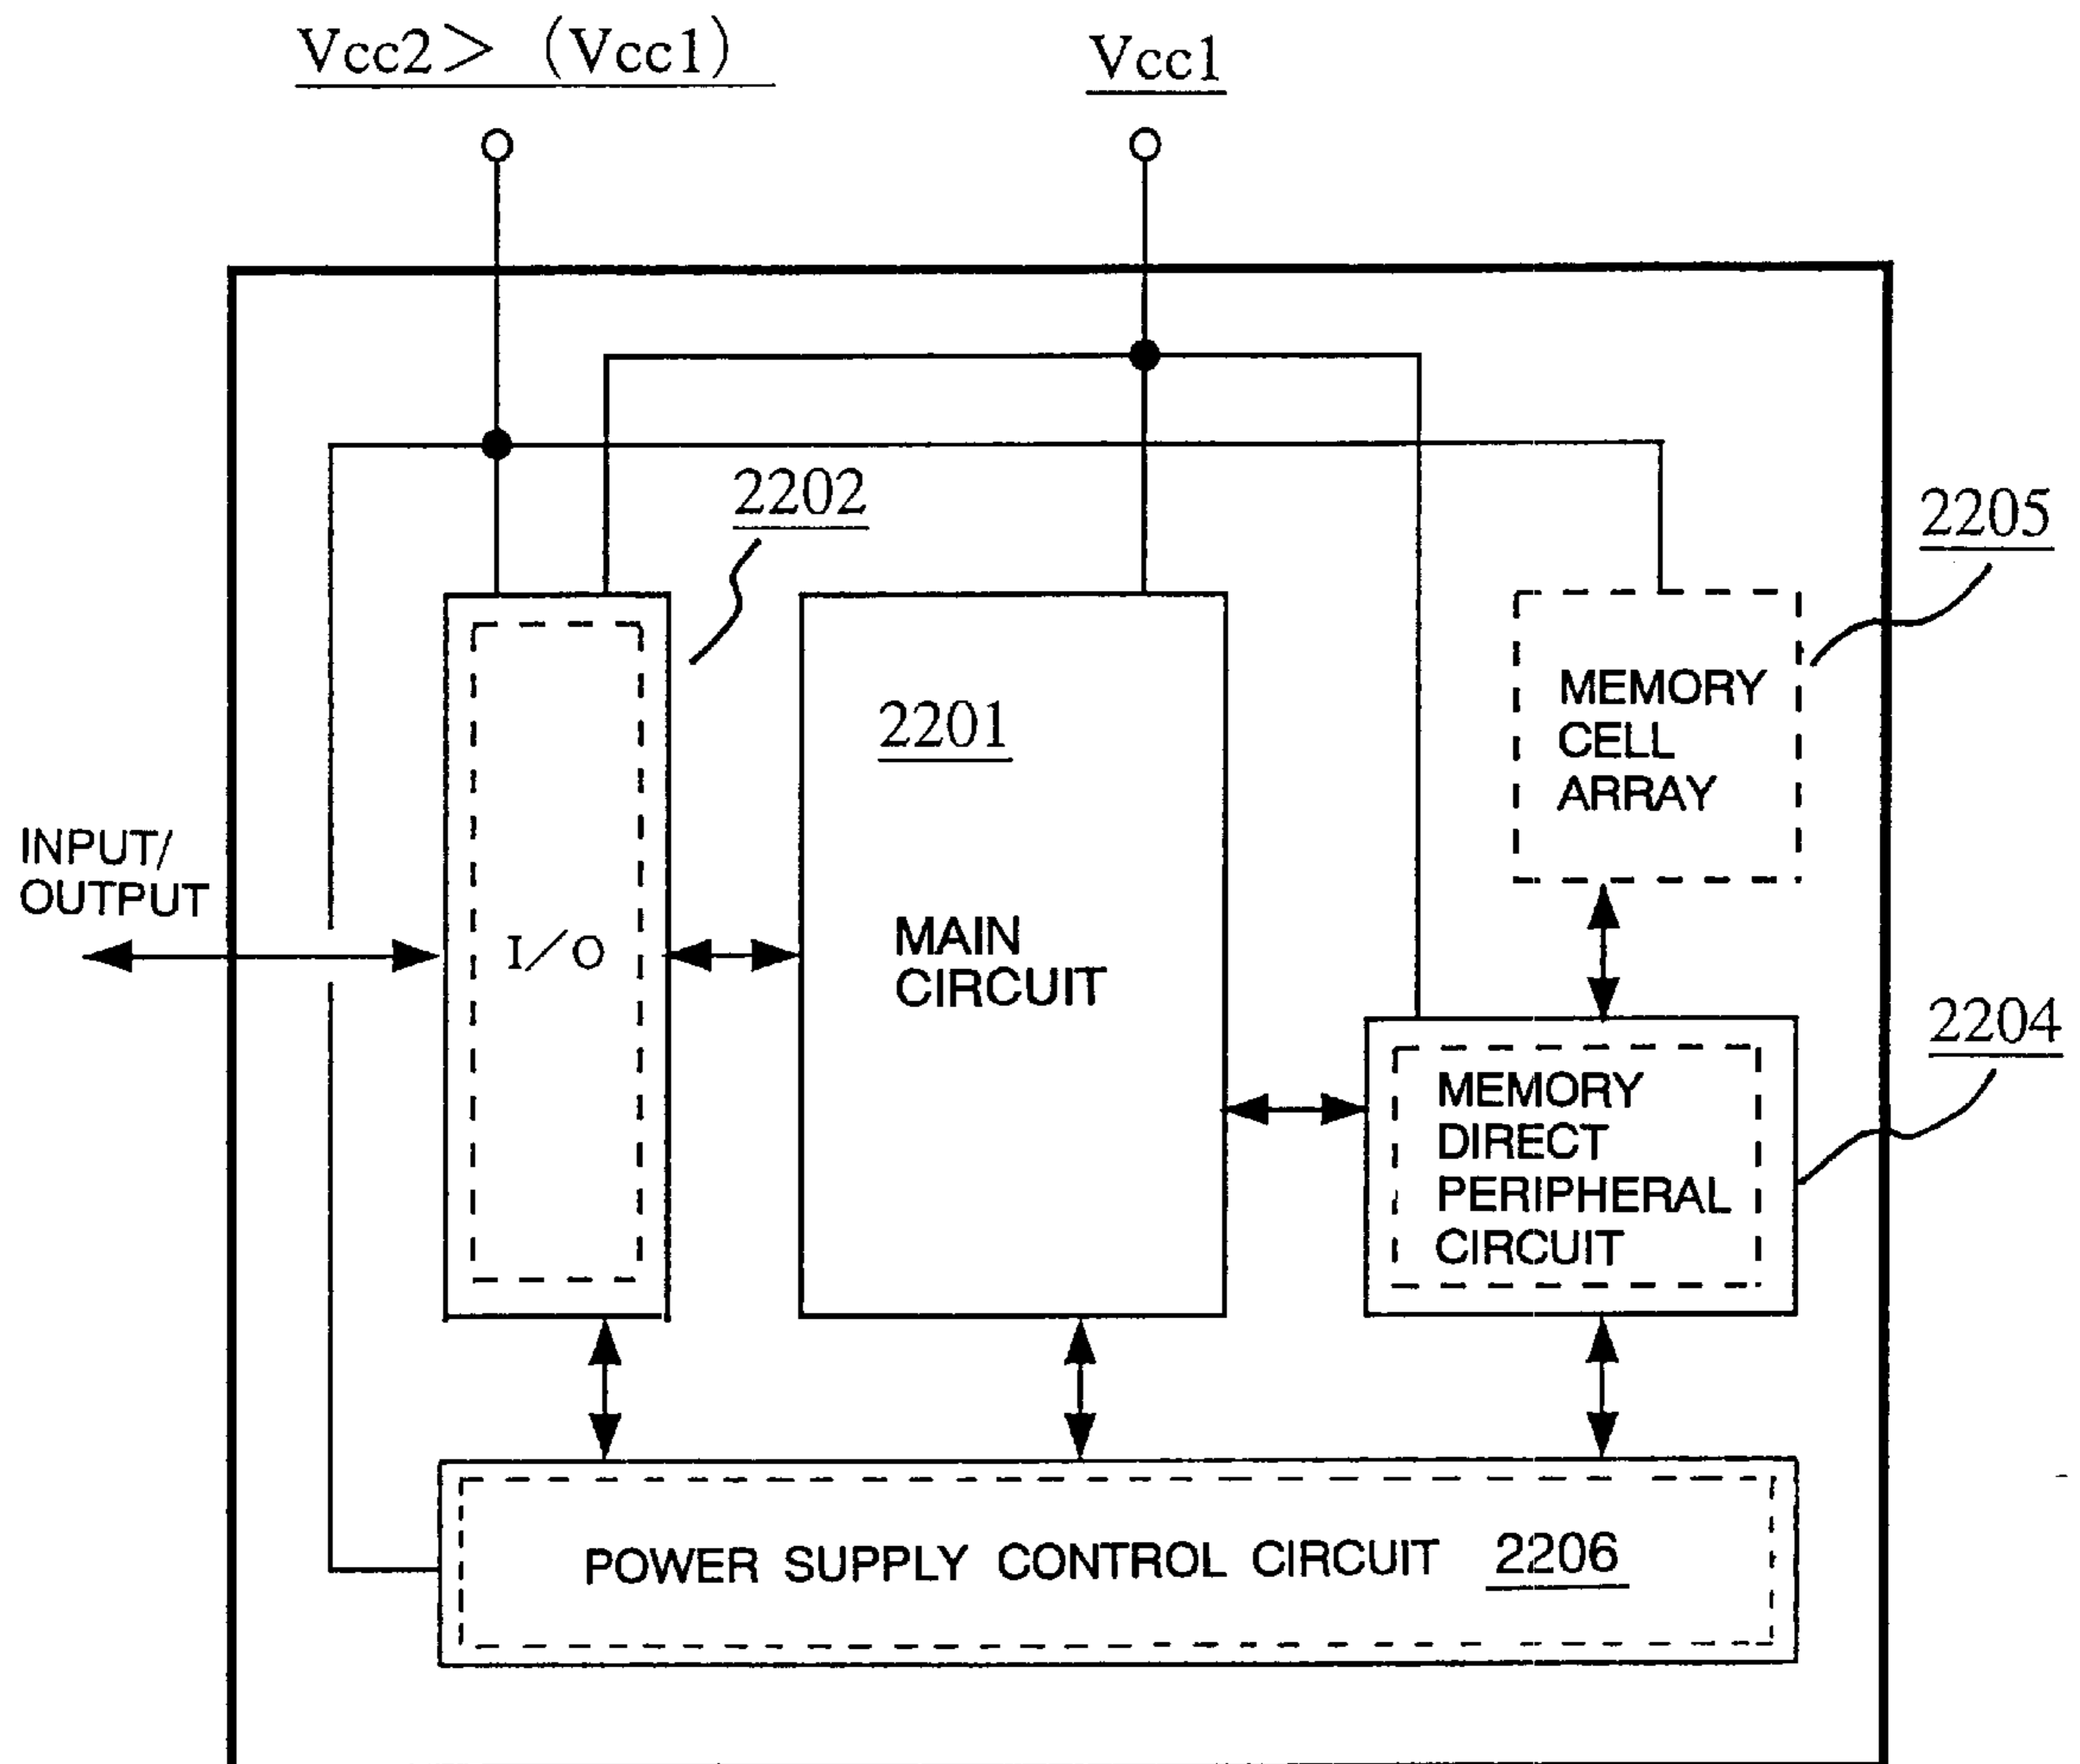 Vcc2> (Vcc1)
Vcc1
2202
2205
2201
MEMORY
CELL
ARRAY
INPUT/
OUTPUT
I/O
MAIN
CIRCUIT
2204
MEMORY
DIRECT
PERIPHERAL
CIRCUIT
POWER SUPPLY CONTROL CIRCUIT 2206